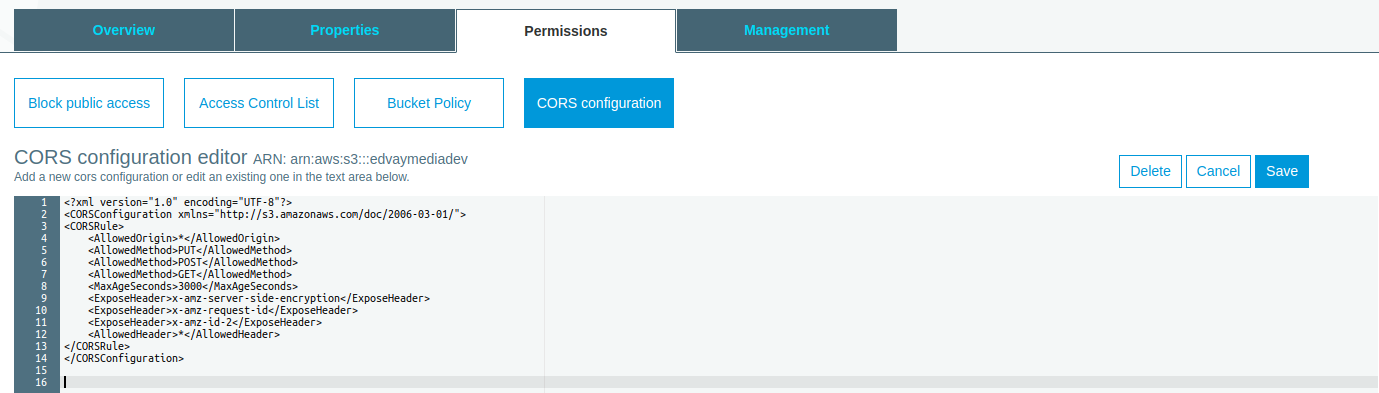 Overview Properties Permissions Management
Block public access Access Control List Bucket Policy CORS configuration
CORS configuration editor ARN: arn:aws:s3:::edvaymediadev
Add a new cors configuration or edit an existing one in the text area below.
Delete Cancel Save
1 <?xml version="1.0" encoding="UTF-8"?>
2 <CORSConfiguration xmlns="http://s3.amazonaws.com/doc/2006-03-01/">
3 <CORSRule>
4     <AllowedOrigin>*</AllowedOrigin>
5     <AllowedMethod>PUT</AllowedMethod>
6     <AllowedMethod>POST</AllowedMethod>
7     <AllowedMethod>GET</AllowedMethod>
8     <MaxAgeSeconds>3000</MaxAgeSeconds>
9     <ExposeHeader>x-amz-server-side-encryption</ExposeHeader>
10     <ExposeHeader>x-amz-request-id</ExposeHeader>
11     <ExposeHeader>x-amz-id-2</ExposeHeader>
12     <AllowedHeader>*</AllowedHeader>
13 </CORSRule>
14 </CORSConfiguration>
15
16